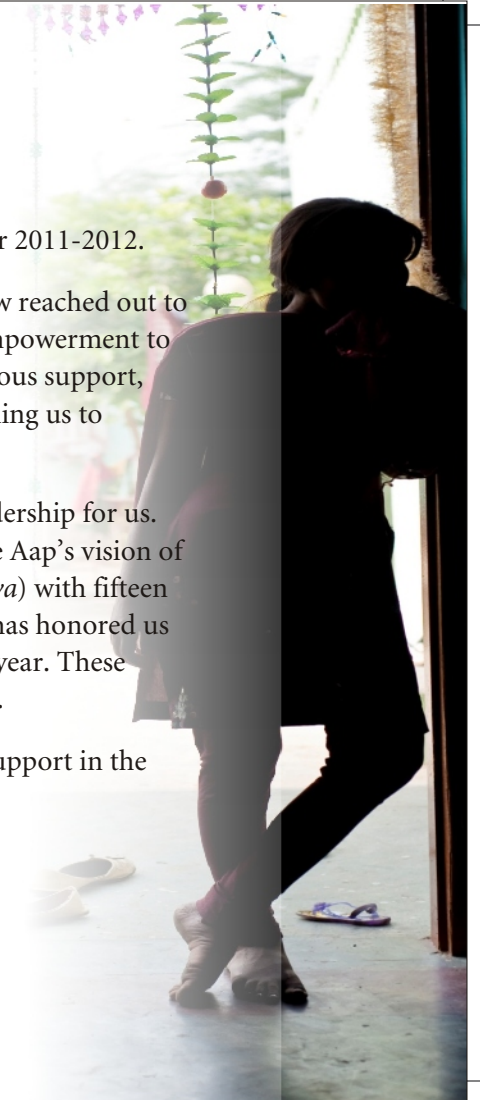 r 2011-2012.
w reached out to
npowerment to
ous support,
ing us to
dership for us.
e Aap's vision of
va) with fifteen
has honored us
year. These
.
upport in the